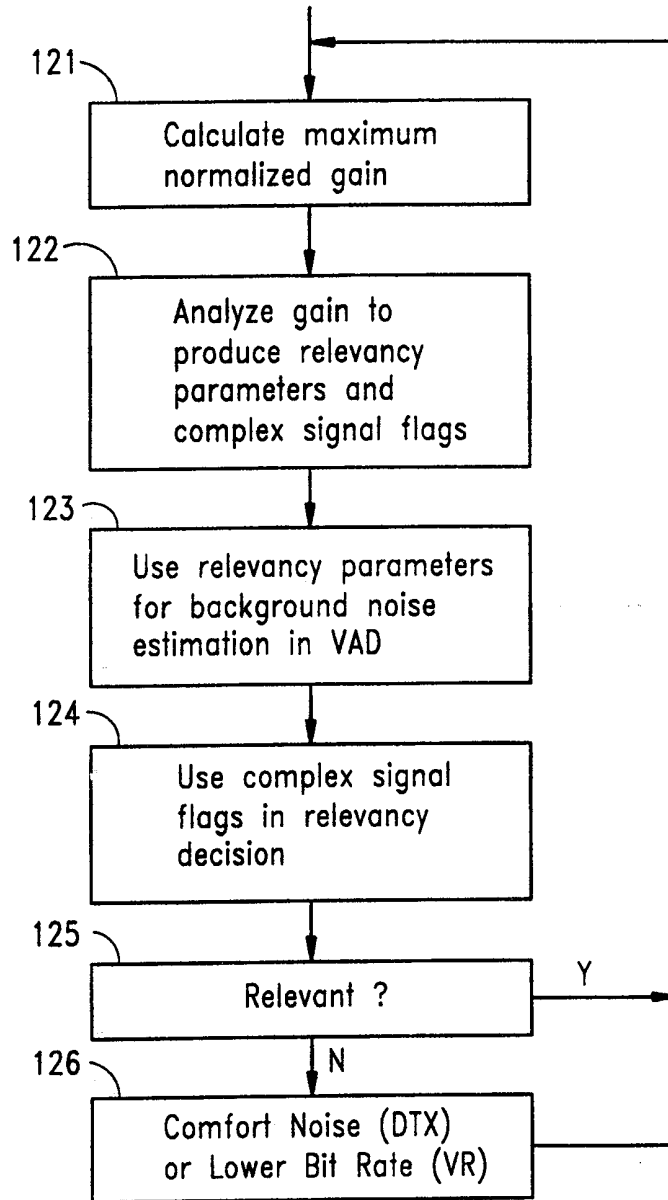 121
Calculate maximum
normalized gain
122
Analyze gain to
produce relevancy
parameters and
complex signal flags
123
Use relevancy parameters
for background noise
estimation in VAD
124
Use complex signal
flags in relevancy
decision
125
Relevant ?
Y
N
126
Comfort Noise (DTX)
or Lower Bit Rate (VR)